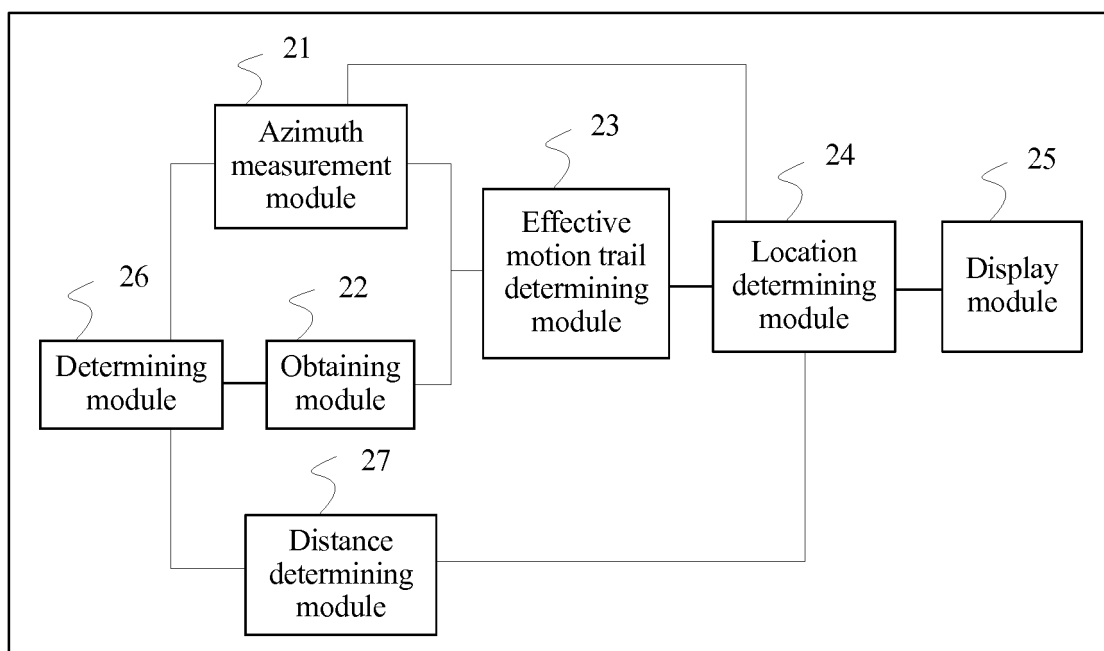 21
Azimuth
measurement
module
23
Effective
motion trail
determining
module
24
Location
determining
module
25
Display
module
26
Determining
module
22
Obtaining
module
27
Distance
determining
module